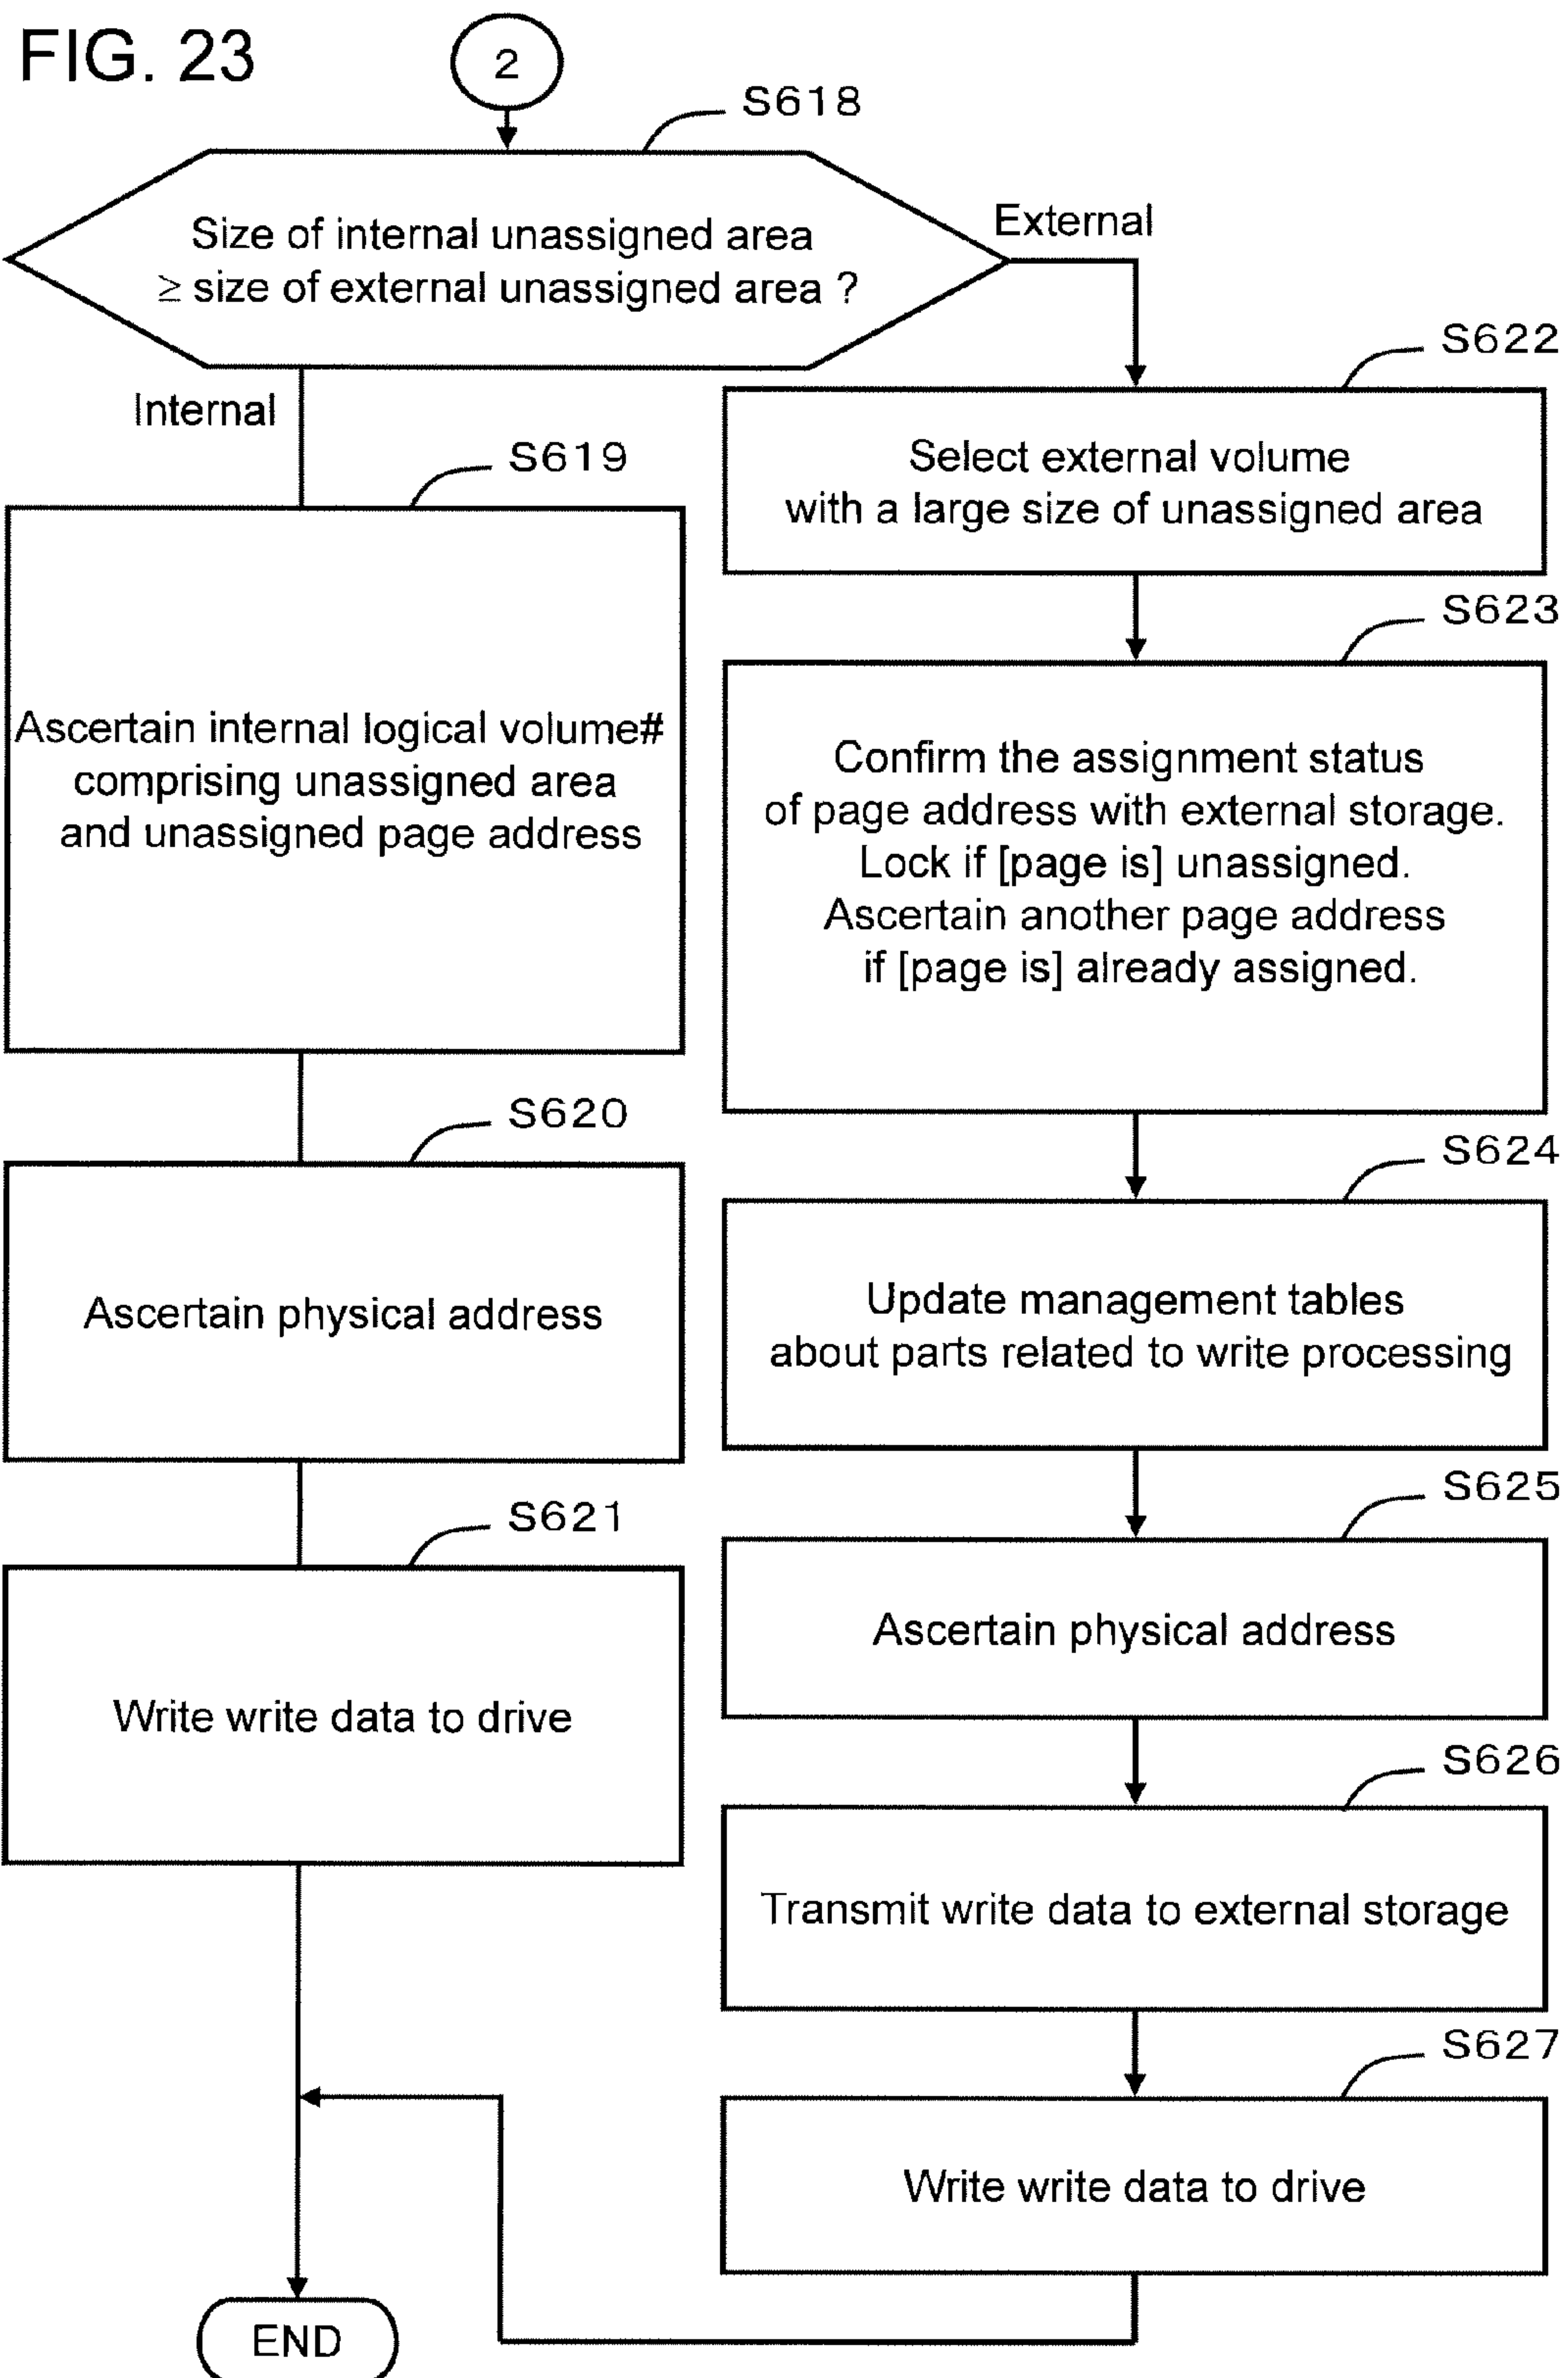 FIG. 23
2
S618
Size of internal unassigned area
≥ size of external unassigned area ?
External
Internal
S619
Ascertain internal logical volume#
comprising unassigned area
and unassigned page address
S620
Ascertain physical address
S621
Write write data to drive
S622
Select external volume
with a large size of unassigned area
S623
Confirm the assignment status
of page address with external storage.
Lock if [page is] unassigned.
Ascertain another page address
if [page is] already assigned.
S624
Update management tables
about parts related to write processing
S625
Ascertain physical address
S626
Transmit write data to external storage
S627
Write write data to drive
END